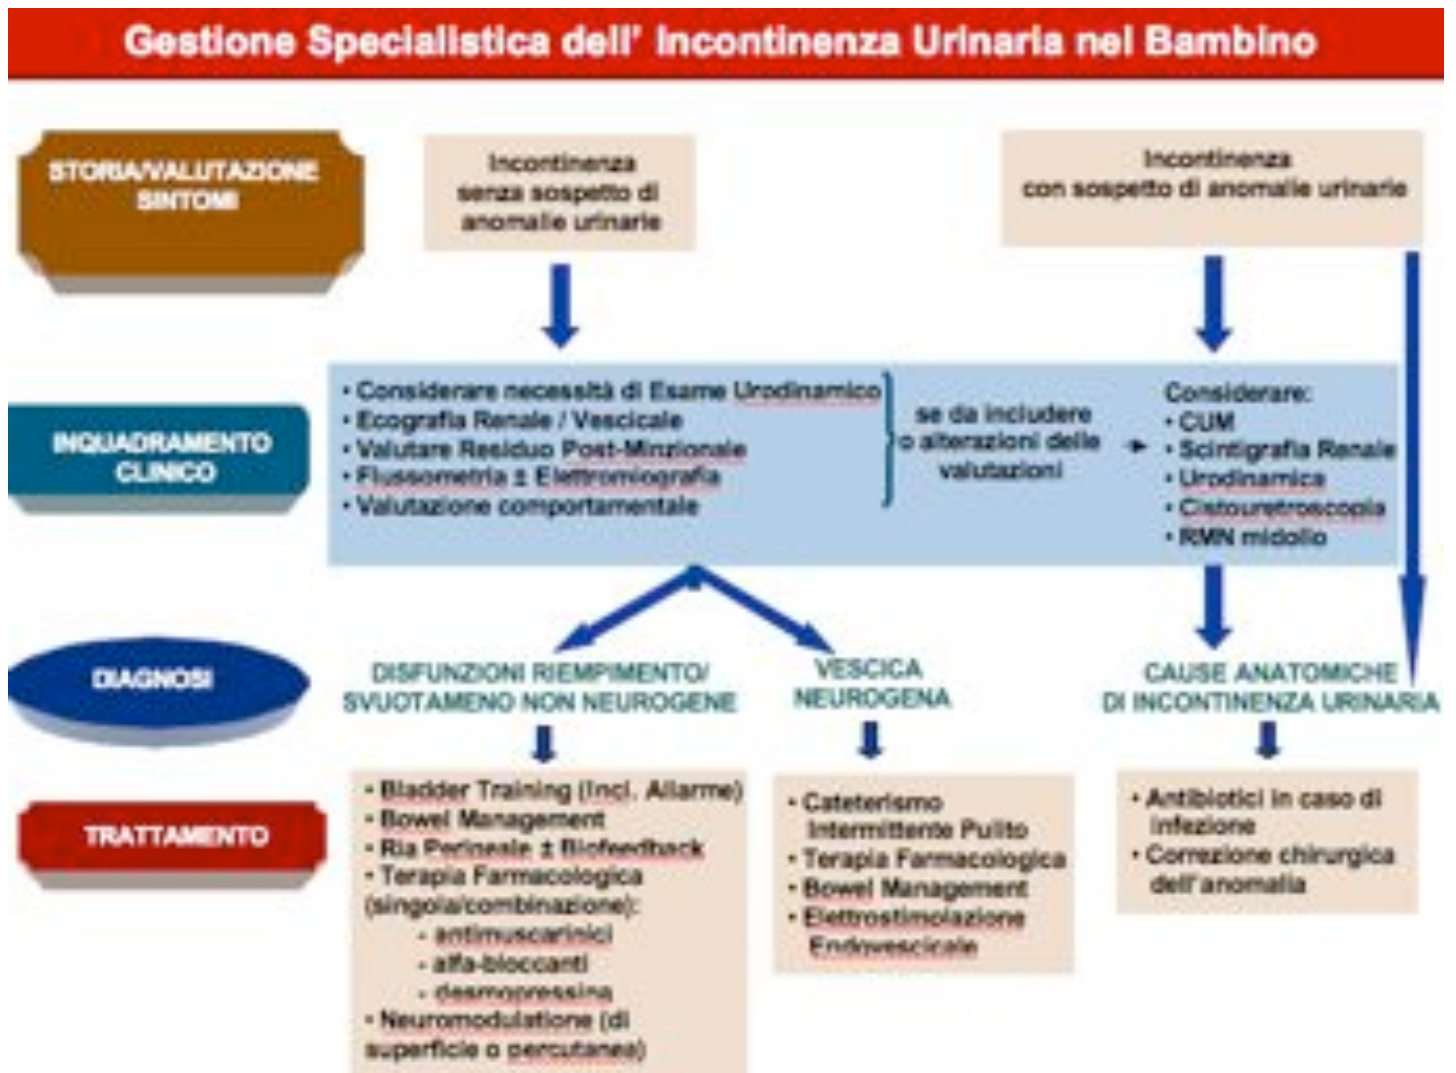 Gestione Specialistica dell' Incontinenza Urinaria nel Bambino
STORIA/VALUTAZIONE
SINTOMI
Incontinenza
senza sospetto di
anomalie urinarie
Incontinenza
con sospetto di anomalie urinarie
INQUADRAMENTO
CLINICO
• Considerare necessità di Esame Urodinamico
• Ecografia Renale / Vescicale
• Valutare Residuo Post-Minzionale
• Flussometria ± Elettromiografia
• Valutazione comportamentale
se da includere
o alterazioni delle
valutazioni
Considerare:
• CUM
• Scintigrafia Renale
• Urodinamica
• Cistouretroscopia
• RMN midollo
DIAGNOSI
DISFUNZIONI RIEMPIMENTO/
SVUOTAMENO NON NEUROGENE
VESCICA
NEUROGENA
CAUSE ANATOMICHE
DI INCONTINENZA URINARIA
TRATTAMENTO
• Bladder Training (Incl. Allarme)
• Bowel Management
• Ria Perineale ± Biofeedback
• Terapia Farmacologica
(singola/combinazione):
- antimuscarinici
- alfa-bloccanti
- desmopressina
• Neuromodulatione (di
superficie o percutanea)
• Cateterismo
Intermittente Pulito
• Terapia Farmacologica
• Bowel Management
• Elettrostimolazione
Endovescicale
• Antibiotici in caso di
infezione
• Correzione chirurgica
dell'anomalia